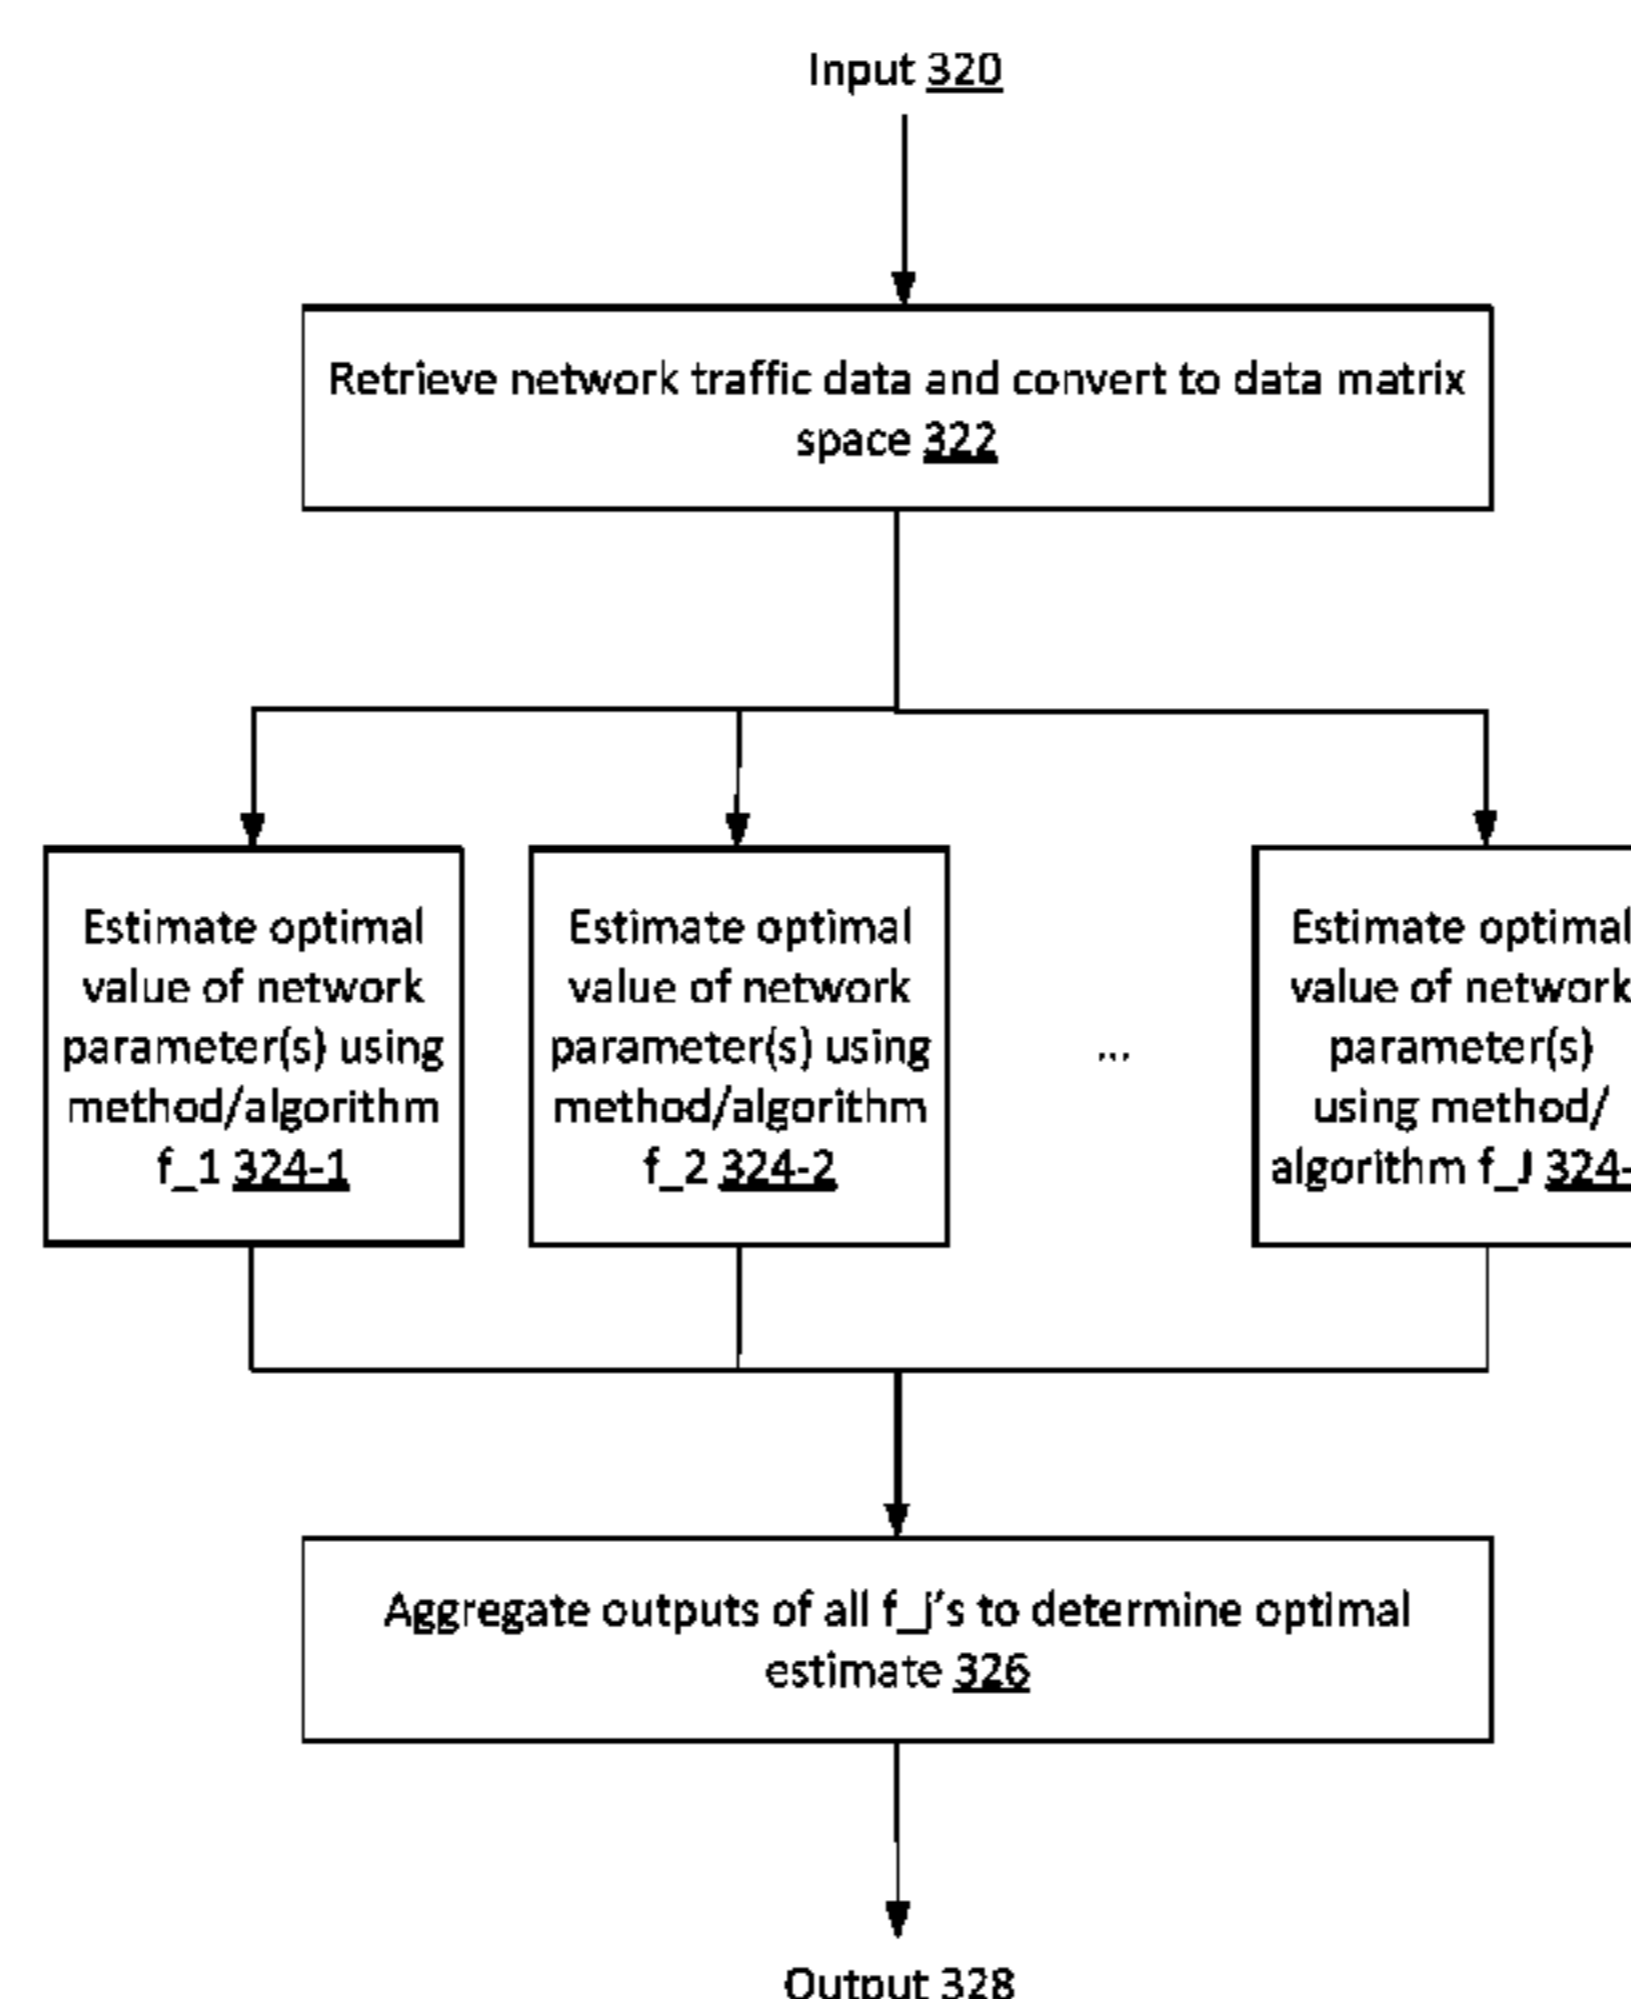 Input 320
Retrieve network traffic data and convert to data matrix
space 322
Estimate optimal
value of network
parameter(s) using
method/algorithm
f_1 324-1
Estimate optimal
value of network
parameter(s) using
method/algorithm
f_2 324-2
...
Estimate optimal
value of network
parameter(s)
using method/
algorithm f_J 324-
Aggregate outputs of all f_j's to determine optimal
estimate 326
Output 328